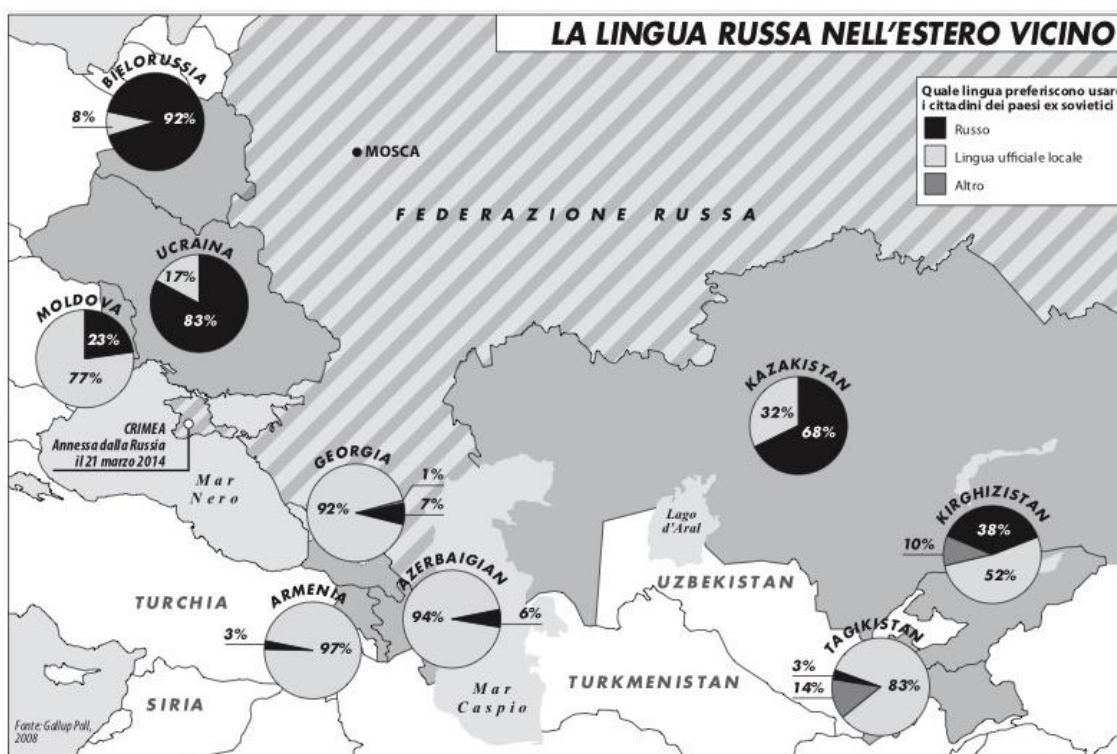 LA LINGUA RUSSA NELL'ESTERO VICINO
Quale lingua preferiscono usare
i cittadini dei paesi ex sovietici
Russo
Lingua ufficiale locale
Altro
BIELORUSSIA
8%
92%
MOSCA
FEDERAZIONE RUSSA
UCRAINA
17%
83%
MOLDOVA
23%
77%
CRIMEA
Annessa dalla Russia
il 21 marzo 2014
Mar
Nero
KAZAKISTAN
32%
68%
GEORGIA
92%
1%
7%
Lago
d'Aral
KIRGHIZISTAN
38%
10%
52%
AZERBAIGIAN
94%
6%
UZBEKISTAN
TURCHIA
ARMENIA
3%
97%
TAGIKISTAN
3%
14%
83%
TURKMENISTAN
SIRIA
Mar
Caspio
Fonte: Gallup Poll,
2008